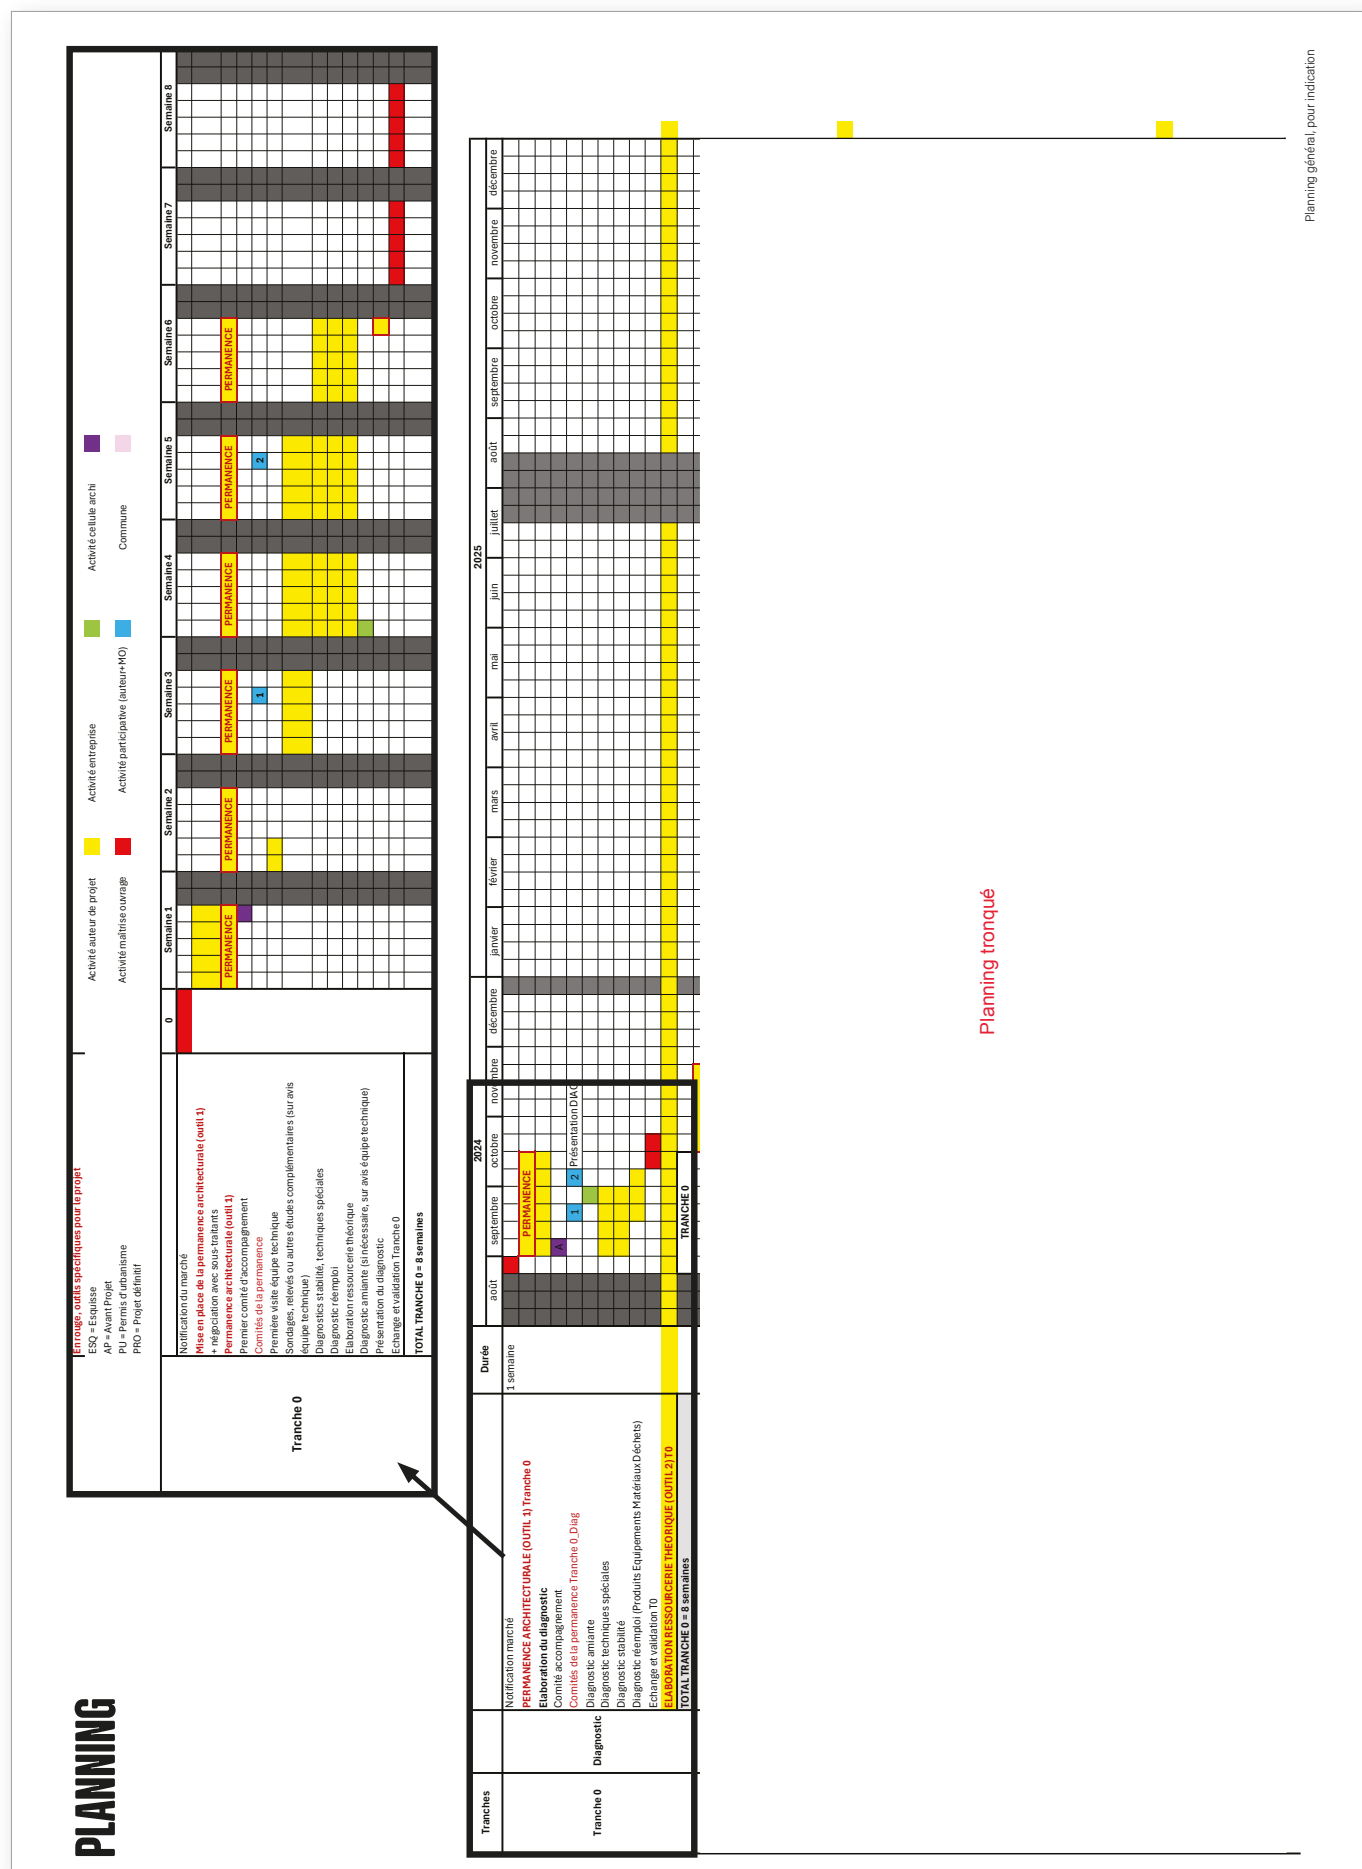 PLANNING
En rouge, outils spécifiques pour le projet
ESQ = Esquisse
AP = Avant Projet
PU = Permis d'urbanisme
PRO = Projet définitif
Activité auteur de projet
Activité entreprise
Activité cellule archi
Activité maîtrise ouvrage
Activité participative (auteur+MO)
Commune
0
Semaine 1
Semaine 2
Semaine 3
Semaine 4
Semaine 5
Semaine 6
Semaine 7
Semaine 8
Tranche 0
Notification du marché
Mise en place de la permanence architecturale (outil 1)
+ négociation avec sous-traitants
Permanence architecturale (outil 1)
PERMANENCE
PERMANENCE
PERMANENCE
PERMANENCE
PERMANENCE
PERMANENCE
Premier comité d'accompagnement
Comités de la permanence
1
2
Première visite équipe technique
Sondages, relevés ou autres études complémentaires (sur avis
équipe technique)
Diagnostics stabilité, techniques spéciales
Diagnostic réemploi
Elaboration ressourcerie théorique
Diagnostic amiante (si nécessaire, sur avis équipe technique)
Présentation du diagnostic
Echange et validation Tranche 0
TOTAL TRANCHE 0 = 8 semaines
2024
2025
Tranches
Durée
août
septembre
octobre
novembre
décembre
janvier
février
mars
avril
mai
juin
juillet
août
septembre
octobre
novembre
décembre
Tranche 0
Diagnostic
Notification marché
1 semaine
PERMANENCE ARCHITECTURALE (OUTIL 1) Tranche 0
PERMANENCE
Elaboration du diagnostic
Comité accompagnement
A
Comités de la permanence Tranche 0_Diag
1
2
Présentation DIAG
Diagnostic amiante
Diagnostic techniques spéciales
Diagnostic stabilité
Diagnostic réemploi (Produits Equipements Matériaux Déchets)
Echange et validation T0
ELABORATION RESSOURCERIE THEORIQUE (OUTIL 2) T0
TOTAL TRANCHE 0 = 8 semaines
TRANCHE 0
Planning tronqué
Planning général, pour indication